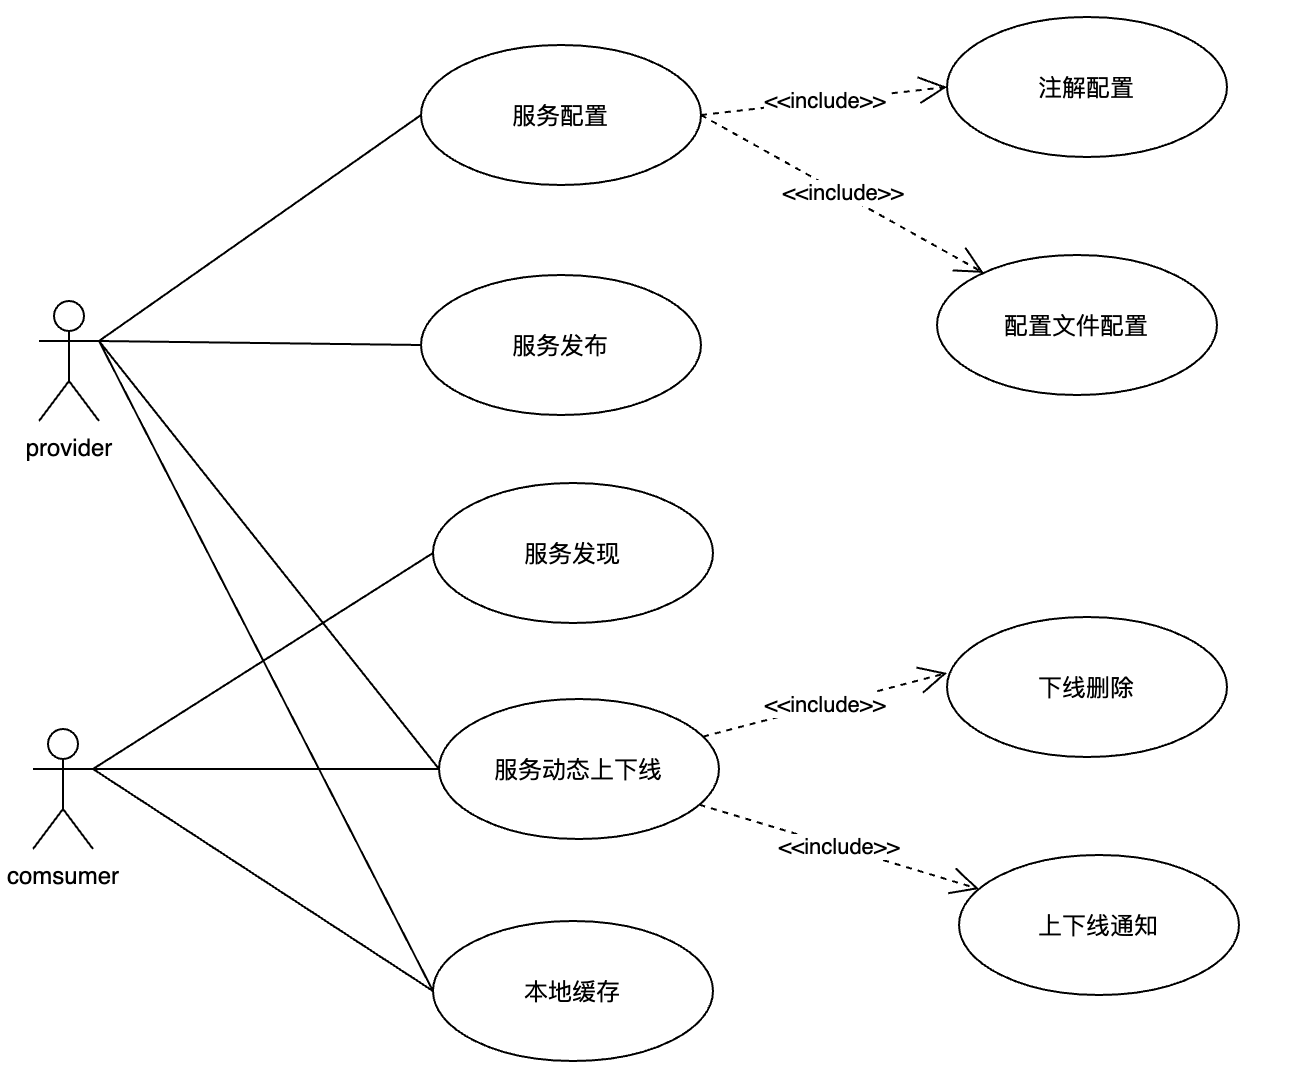 服务配置
<<include>>
注解配置
<<include>>
配置文件配置
服务发布
provider
服务发现
<<include>>
下线删除
服务动态上下线
<<include>>
上下线通知
comsumer
本地缓存